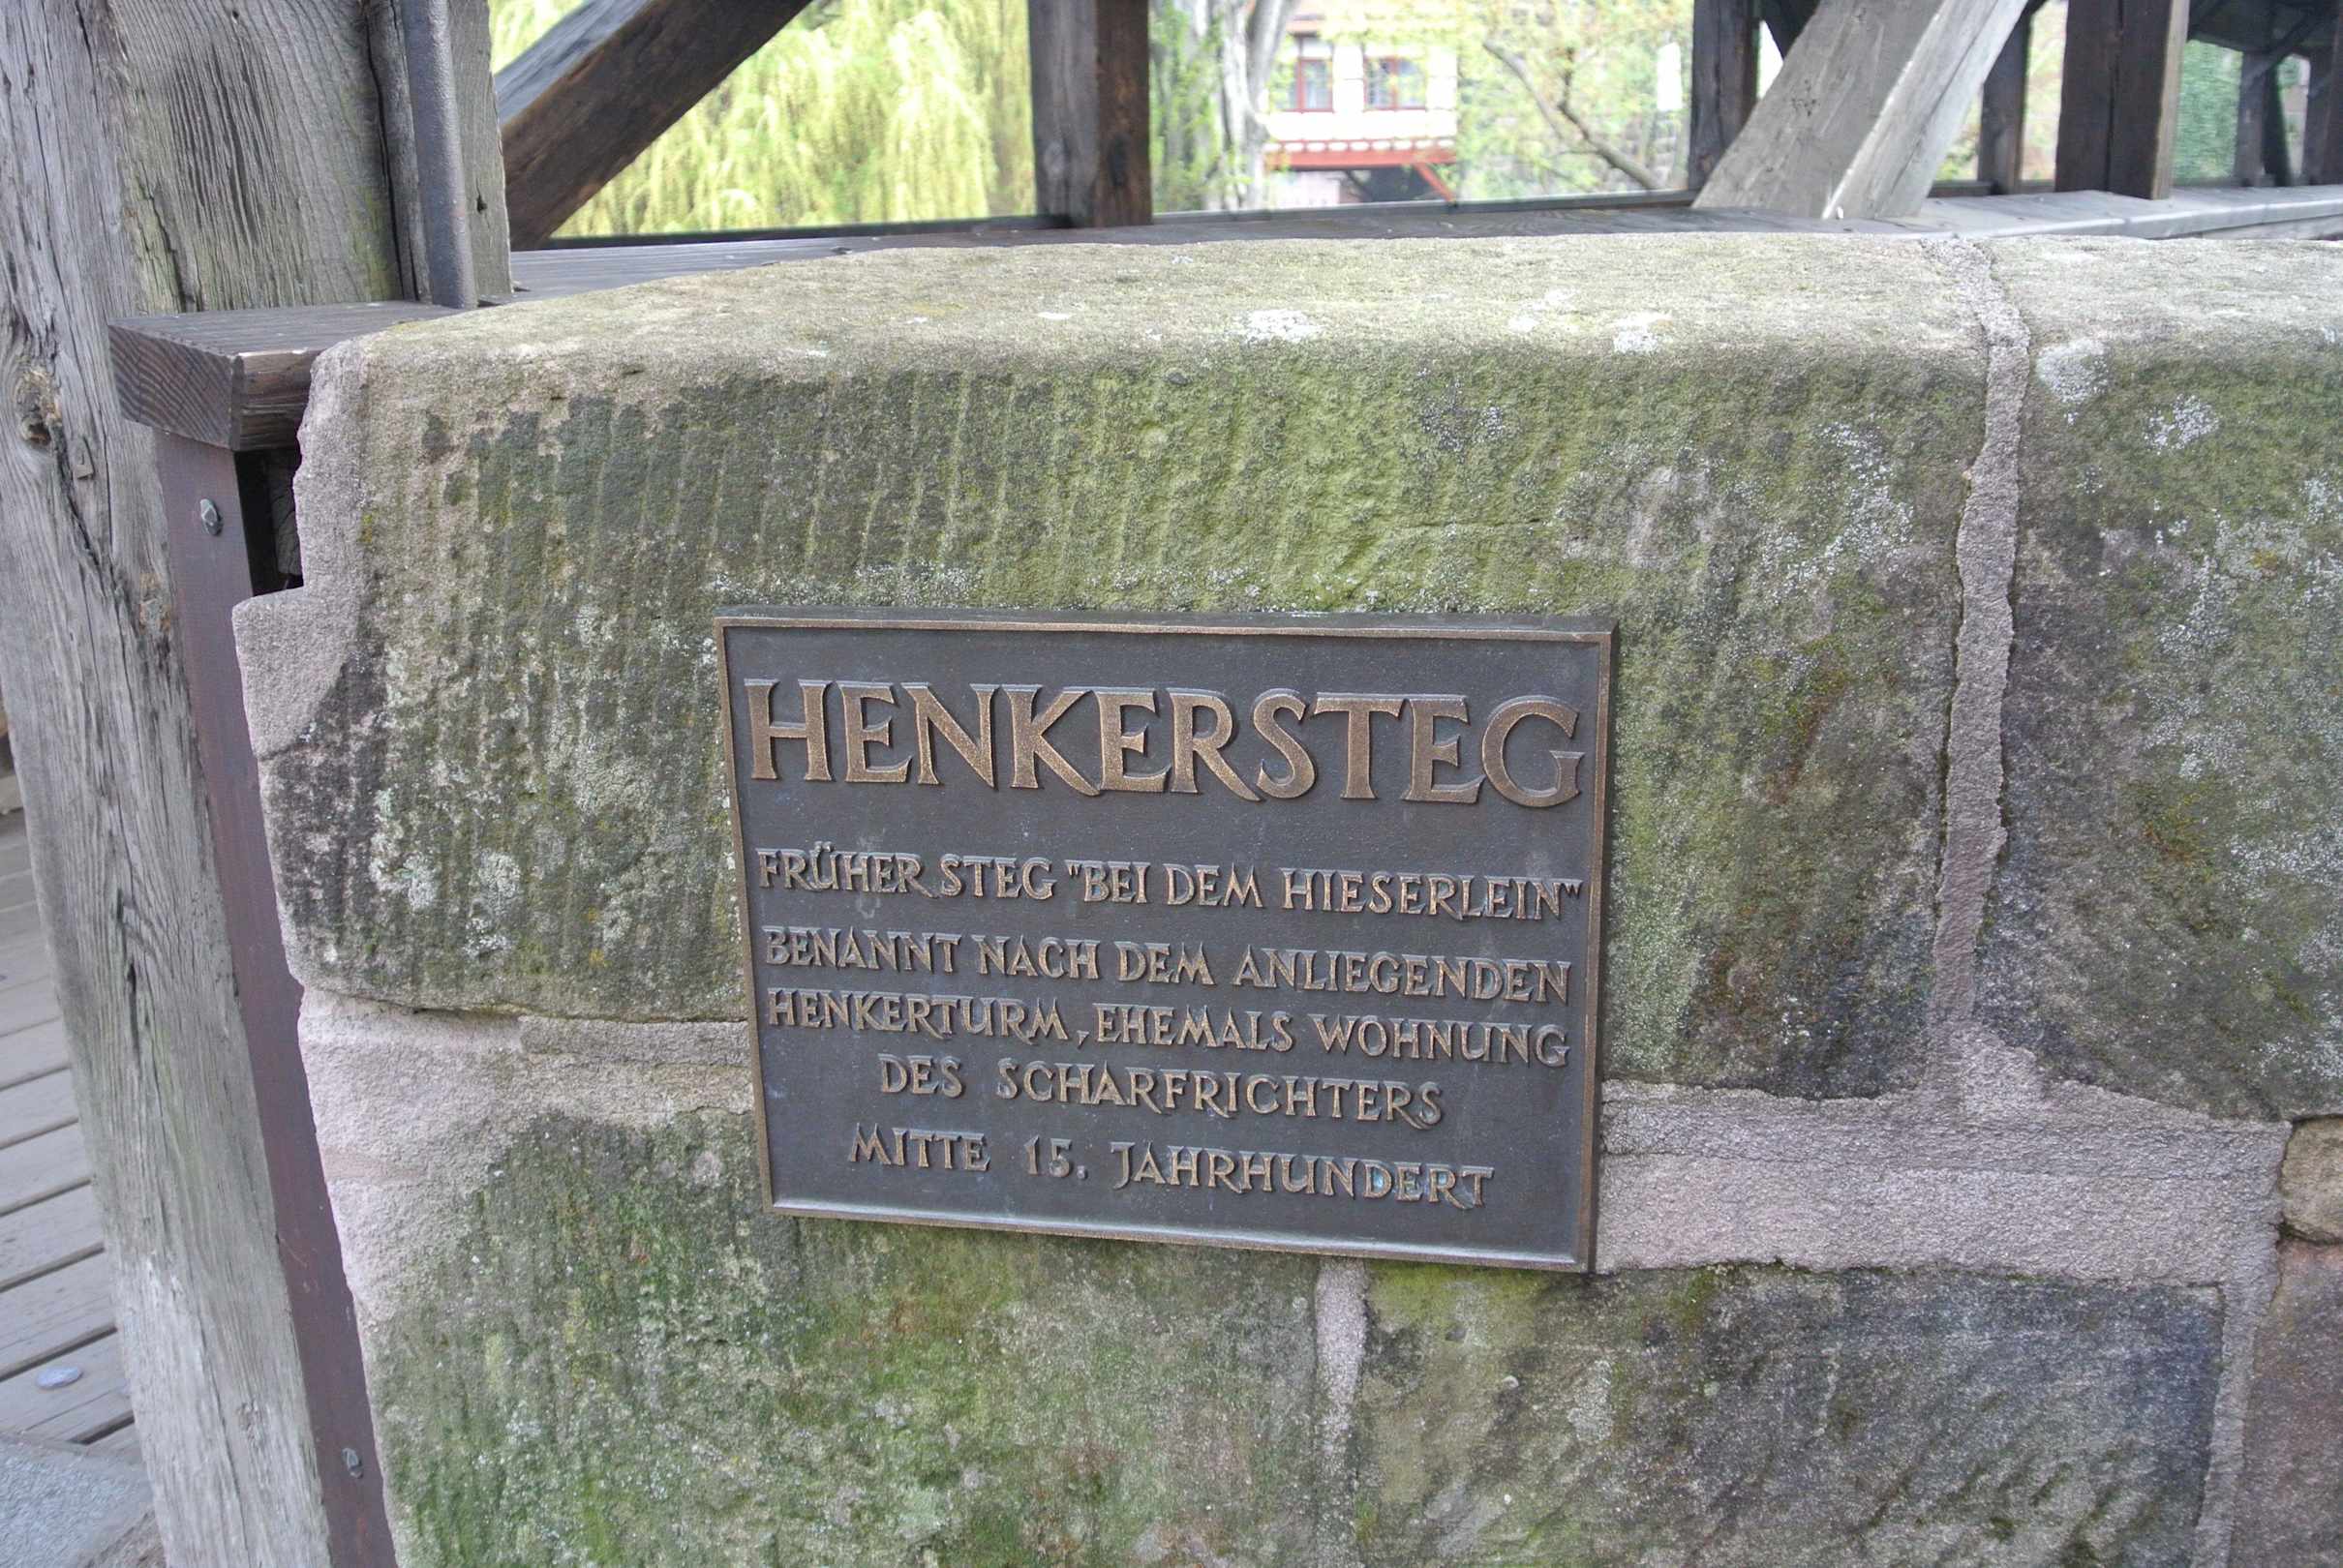 HENKERSTEG
FRÜHER STEG "BEI DEM HIESERLEIN"
BENANNT NACH DEM ANLIEGENDEN
HENKERTURM, EHEMALS WOHNUNG
DES SCHARFRICHTERS
MITTE 15. JAHRHUNDERT